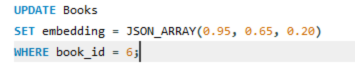 UPDATE Books
SET embedding = JSON_ARRAY(0.95, 0.65, 0.20)
WHERE book_id = 6;